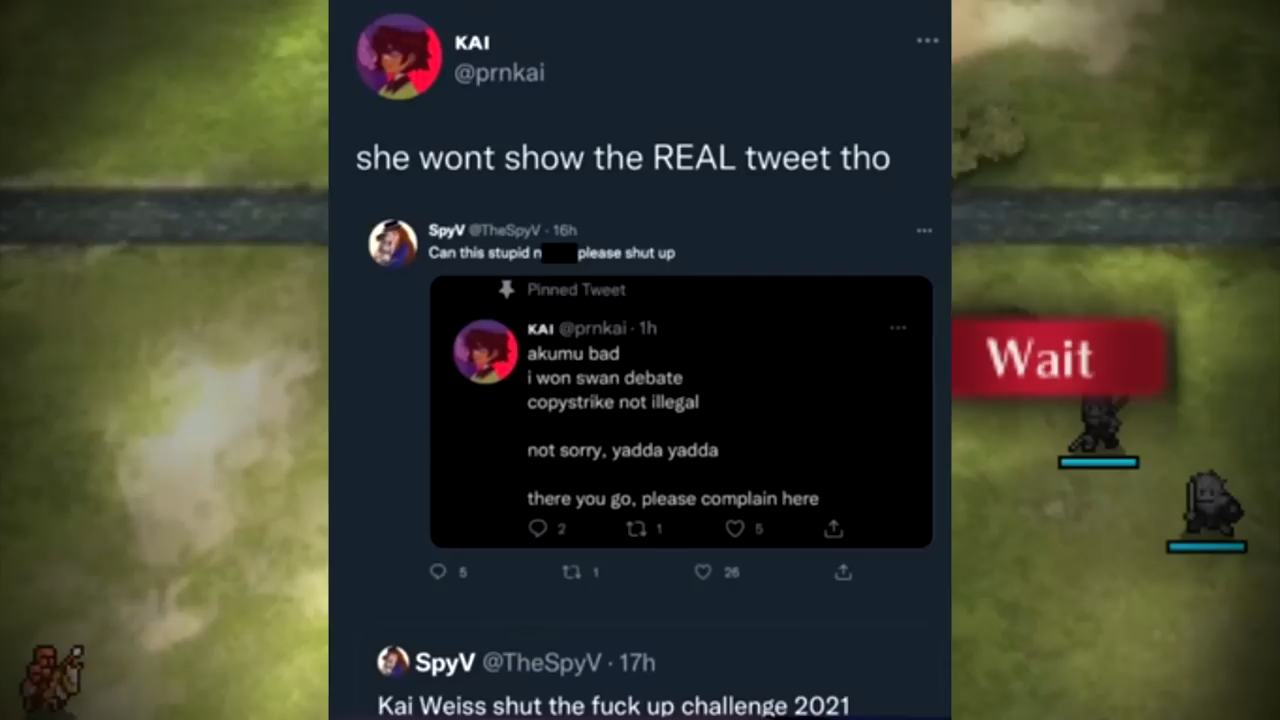 KAI
@prnkai
she wont show the REAL tweet tho
SpyV @TheSpyV · 16h
Can this stupid n please shut up
Pinned Tweet
KAI @prnkai · 1h
akumu bad
i won swan debate
copystrike not illegal
not sorry, yadda yadda
there you go, please complain here
2 1 5
5 1 26
Wait
SpyV @TheSpyV · 17h
Kai Weiss shut the fuck up challenge 2021